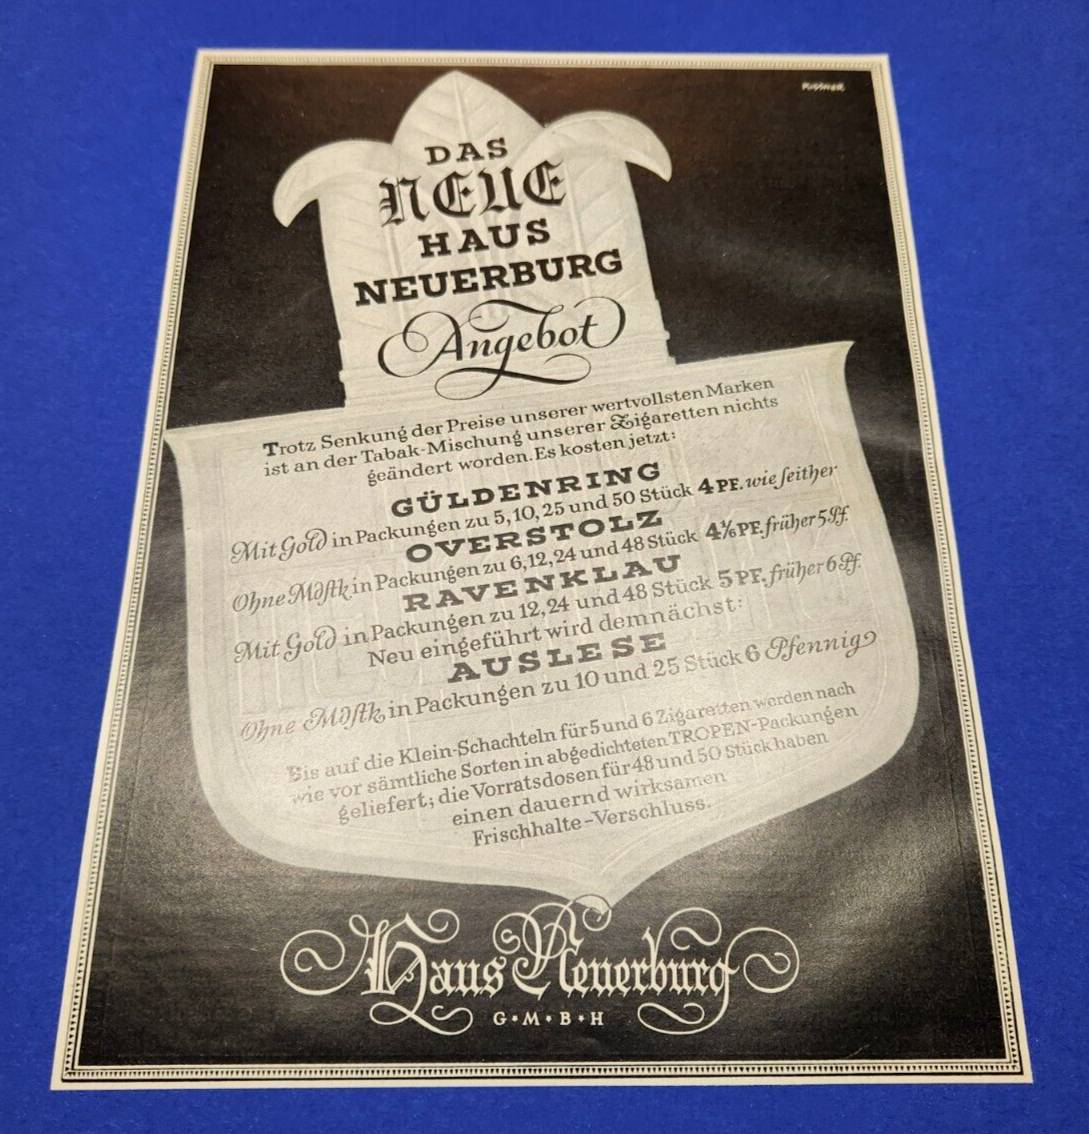 DAS
NEUE
HAUS
NEUERBURG
Angebot
Trotz Senkung der Preise unserer wertvollsten Marken
ist an der Tabak-Mischung unserer Zigaretten nichts
geändert worden. Es kosten jetzt:
GÜLDENRING
Mit Gold in Packungen zu 5, 10, 25 und 50 Stück 4 PF. wie seither
OVERSTOLZ
Ohne Mdstk in Packungen zu 6, 12, 24 und 48 Stück 4⅙ PF. früher 5 Pf.
RAVENKLAU
Mit Gold in Packungen zu 12, 24 und 48 Stück 5 PF. früher 6 Pf.
Neu eingeführt wird demnächst:
AUSLESE
Ohne Mdstk in Packungen zu 10 und 25 Stück 6 Pfennig
Bis auf die Klein-Schachteln für 5 und 6 Zigaretten werden nach
wie vor sämtliche Sorten in abgedichteten TROPEN-Packungen
geliefert; die Vorratsdosen für 48 und 50 Stück haben
einen dauernd wirksamen
Frischhalte-Verschluss.
Haus Neuerburg
G·M·B·H